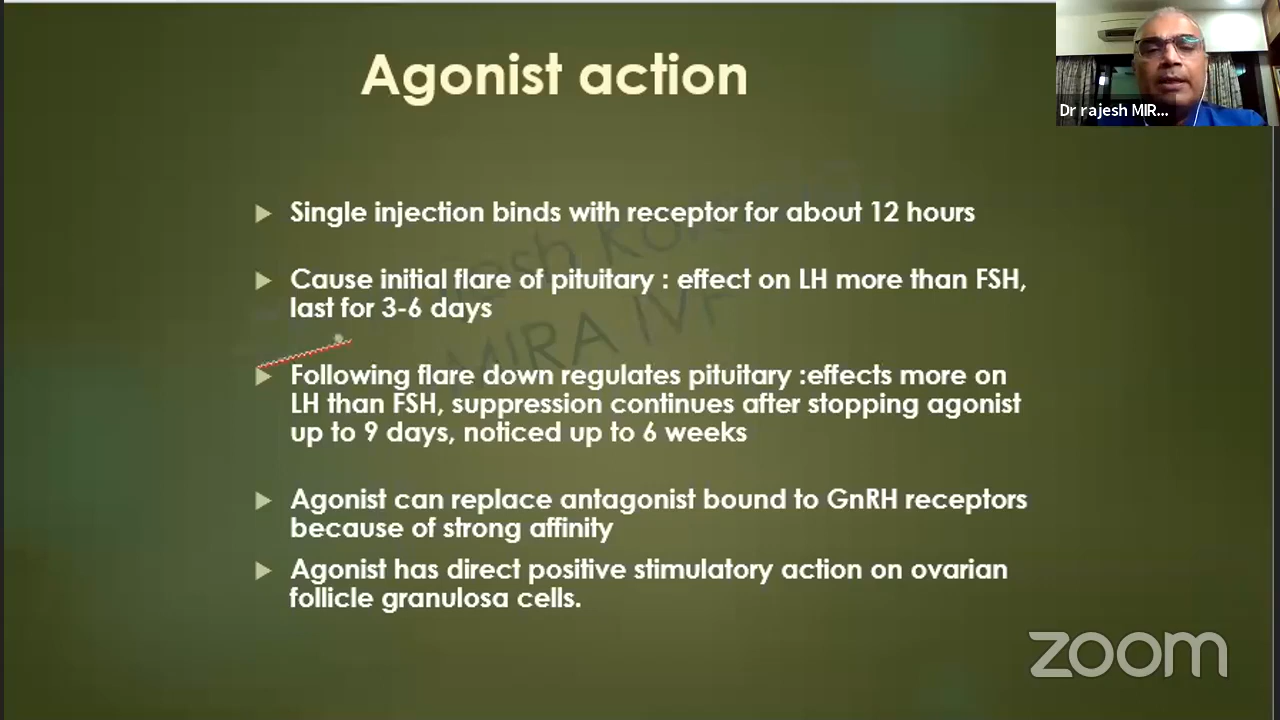 Agonist action
Dr rajesh MIR...
Single injection binds with receptor for about 12 hours
Cause initial flare of pituitary : effect on LH more than FSH,
last for 3-6 days
Following flare down regulates pituitary :effects more on
LH than FSH, suppression continues after stopping agonist
up to 9 days, noticed up to 6 weeks
Agonist can replace antagonist bound to GnRH receptors
because of strong affinity
Agonist has direct positive stimulatory action on ovarian
follicle granulosa cells.
MIRA IVF
zoom